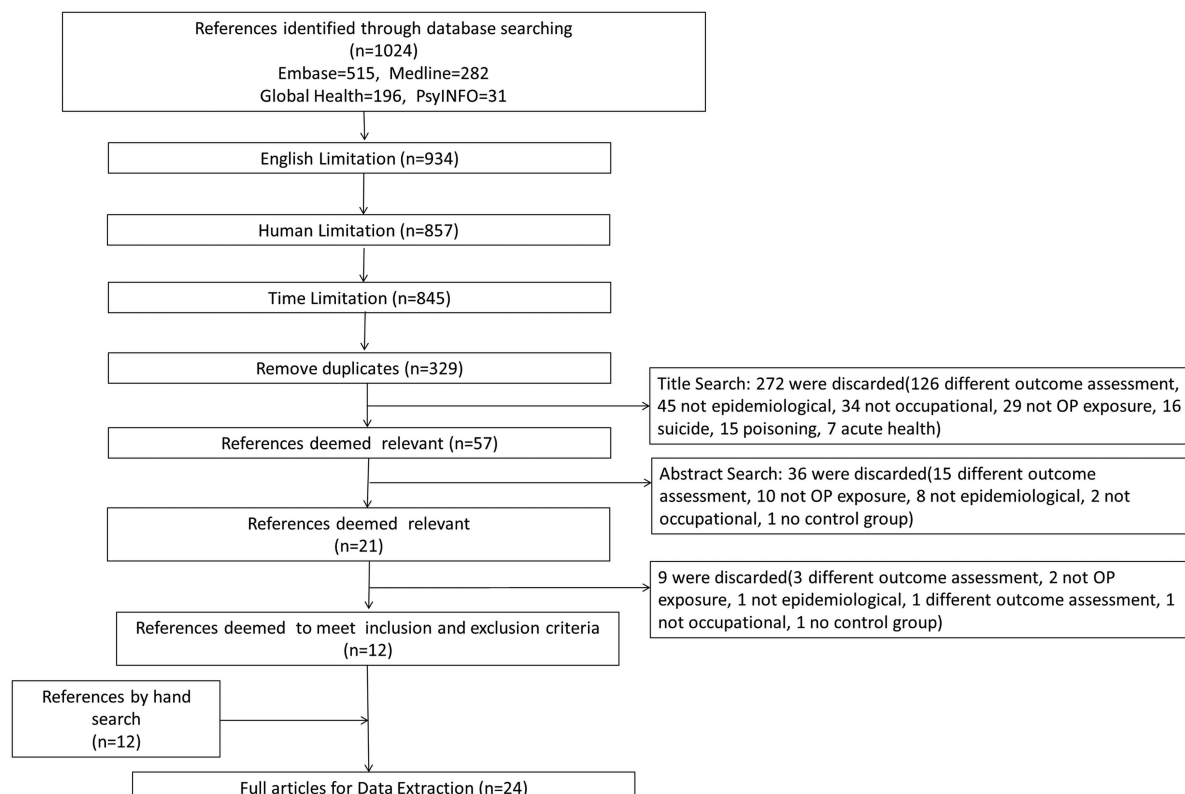 References identified through database searching
(n=1024)
Embase=515, Medline=282
Global Health=196, PsyINFO=31
English Limitation (n=934)
Human Limitation (n=857)
Time Limitation (n=845)
Remove duplicates (n=329)
Title Search: 272 were discarded(126 different outcome assessment,
45 not epidemiological, 34 not occupational, 29 not OP exposure, 16
suicide, 15 poisoning, 7 acute health)
References deemed relevant (n=57)
Abstract Search: 36 were discarded(15 different outcome
assessment, 10 not OP exposure, 8 not epidemiological, 2 not
occupational, 1 no control group)
References deemed relevant
(n=21)
9 were discarded(3 different outcome assessment, 2 not OP
exposure, 1 not epidemiological, 1 different outcome assessment, 1
not occupational, 1 no control group)
References deemed to meet inclusion and exclusion criteria
(n=12)
References by hand
search
(n=12)
Full articles for Data Extraction (n=24)